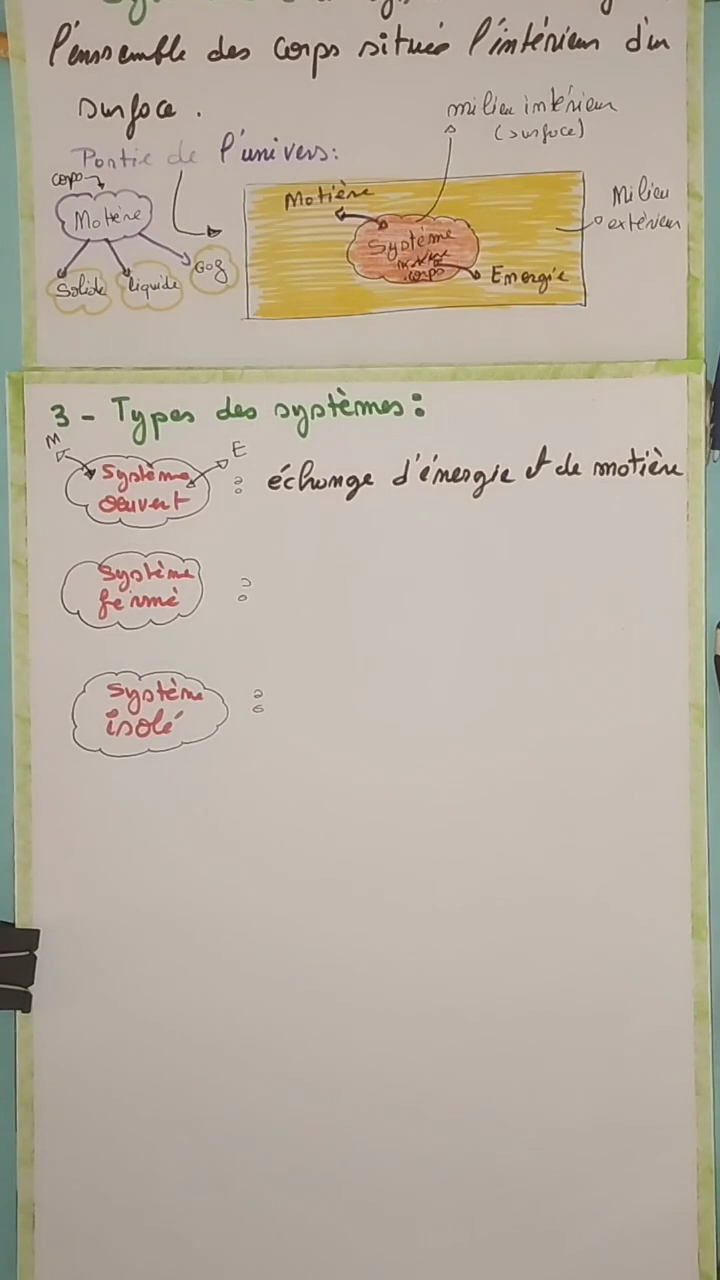 l'enssemble des corps situés l'intérieur d'un
surface.
milieu intérieur
(surface)
Partie de l'univers:
corps
Matière
Solide
liquide
Gaz
Matière
Système
corps
Energie
Milieu
extérieur
3 - Types des systèmes:
M
E
Système
ouvert
: échange d'énergie et de matière
Système
fermé
:
Système
isolé
: